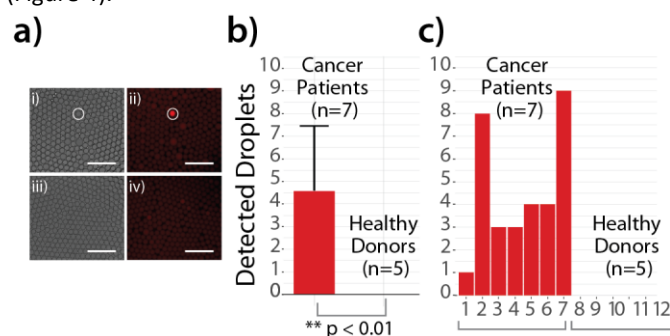 (Figure 4).
a)
b)
c)
i)
ii)
iii)
iv)
Detected Droplets
10
9
8
7
6
5
4
3
2
1
0
Cancer
Patients
(n=7)
Healthy
Donors
(n=5)
** p < 0.01
10
9
8
7
6
5
4
3
2
1
0
Cancer
Patients
(n=7)
Healthy
Donors
(n=5)
1 2 3 4 5 6 7 8 9 10 11 12